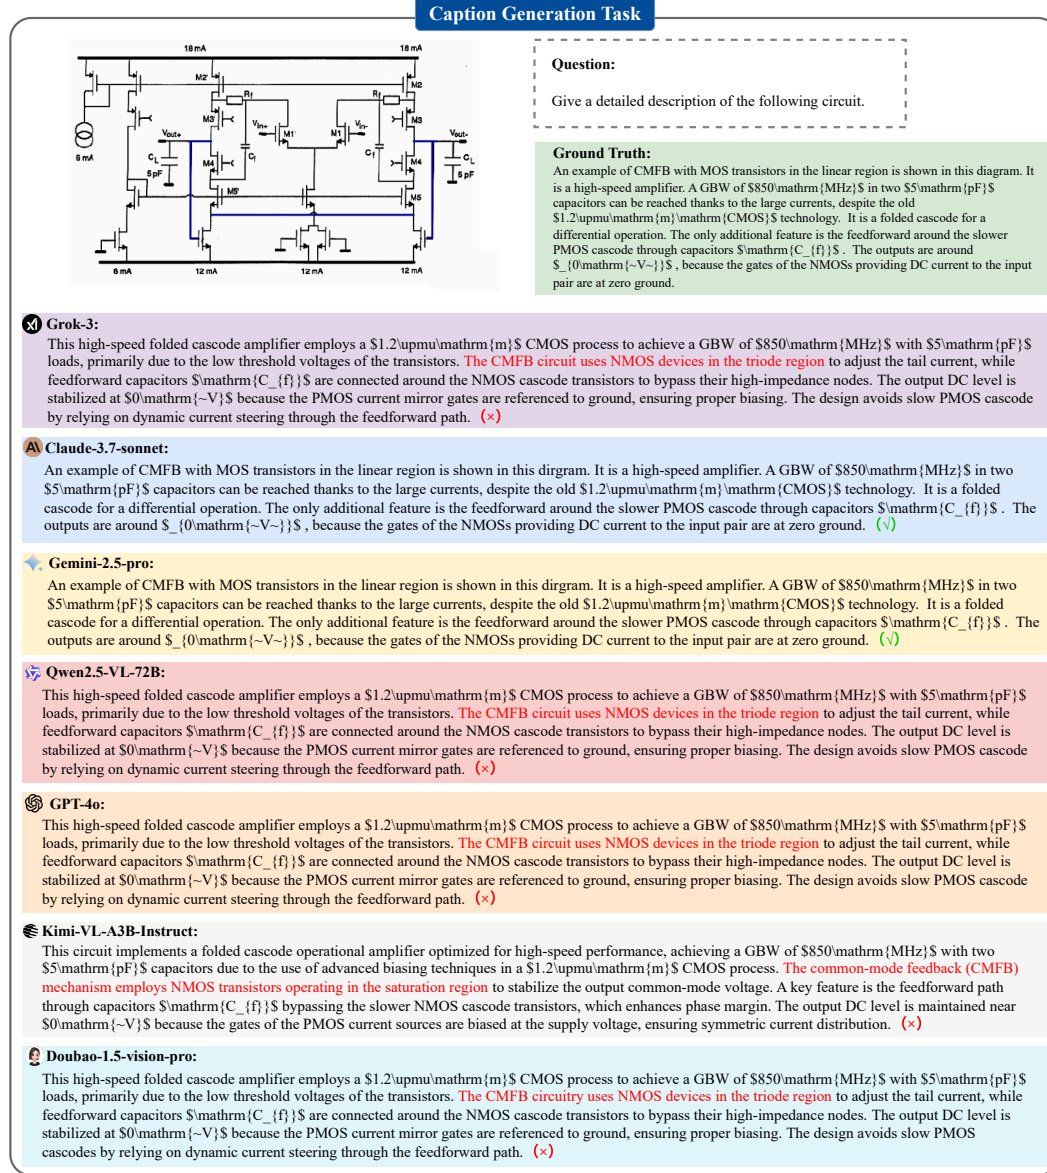 Caption Generation Task
18 mA
18 mA
M2'
M2
Rf
Rf
M3'
M3
Vin+
M1'
M1
Vin-
Vout+
Vout-
6 mA
CL
5 pF
M4
Cf
Cf
M4
CL
5 pF
M5'
M5
6 mA
12 mA
12 mA
12 mA
Question:
Give a detailed description of the following circuit.
Ground Truth:
An example of CMFB with MOS transistors in the linear region is shown in this diagram. It
is a high-speed amplifier. A GBW of $850\mathrm{MHz}$ in two $5\mathrm{pF}$
capacitors can be reached thanks to the large currents, despite the old
$1.2\upmu\mathrm{m}\mathrm{CMOS}$ technology.  It is a folded cascode for a
differential operation. The only additional feature is the feedforward around the slower
PMOS cascode through capacitors $\mathrm{C_{f}}$ .  The outputs are around
$_{0\mathrm{~V~}}$ , because the gates of the NMOSs providing DC current to the input
pair are at zero ground.
Grok-3:
This high-speed folded cascode amplifier employs a $1.2\upmu\mathrm{m}$ CMOS process to achieve a GBW of $850\mathrm{MHz}$ with $5\mathrm{pF}$
loads, primarily due to the low threshold voltages of the transistors. The CMFB circuit uses NMOS devices in the triode region to adjust the tail current, while
feedforward capacitors $\mathrm{C_{f}}$ are connected around the NMOS cascode transistors to bypass their high-impedance nodes. The output DC level is
stabilized at $0\mathrm{~V}$ because the PMOS current mirror gates are referenced to ground, ensuring proper biasing. The design avoids slow PMOS cascode
by relying on dynamic current steering through the feedforward path. (×)
Claude-3.7-sonnet:
An example of CMFB with MOS transistors in the linear region is shown in this dirgram. It is a high-speed amplifier. A GBW of $850\mathrm{MHz}$ in two
$5\mathrm{pF}$ capacitors can be reached thanks to the large currents, despite the old $1.2\upmu\mathrm{m}\mathrm{CMOS}$ technology.  It is a folded
cascode for a differential operation. The only additional feature is the feedforward around the slower PMOS cascode through capacitors $\mathrm{C_{f}}$ .  The
outputs are around $_{0\mathrm{~V~}}$ , because the gates of the NMOSs providing DC current to the input pair are at zero ground. (√)
Gemini-2.5-pro:
An example of CMFB with MOS transistors in the linear region is shown in this dirgram. It is a high-speed amplifier. A GBW of $850\mathrm{MHz}$ in two
$5\mathrm{pF}$ capacitors can be reached thanks to the large currents, despite the old $1.2\upmu\mathrm{m}\mathrm{CMOS}$ technology.  It is a folded
cascode for a differential operation. The only additional feature is the feedforward around the slower PMOS cascode through capacitors $\mathrm{C_{f}}$ .  The
outputs are around $_{0\mathrm{~V~}}$ , because the gates of the NMOSs providing DC current to the input pair are at zero ground. (√)
Qwen2.5-VL-72B:
This high-speed folded cascode amplifier employs a $1.2\upmu\mathrm{m}$ CMOS process to achieve a GBW of $850\mathrm{MHz}$ with $5\mathrm{pF}$
loads, primarily due to the low threshold voltages of the transistors. The CMFB circuit uses NMOS devices in the triode region to adjust the tail current, while
feedforward capacitors $\mathrm{C_{f}}$ are connected around the NMOS cascode transistors to bypass their high-impedance nodes. The output DC level is
stabilized at $0\mathrm{~V}$ because the PMOS current mirror gates are referenced to ground, ensuring proper biasing. The design avoids slow PMOS cascode
by relying on dynamic current steering through the feedforward path. (×)
GPT-4o:
This high-speed folded cascode amplifier employs a $1.2\upmu\mathrm{m}$ CMOS process to achieve a GBW of $850\mathrm{MHz}$ with $5\mathrm{pF}$
loads, primarily due to the low threshold voltages of the transistors. The CMFB circuit uses NMOS devices in the triode region to adjust the tail current, while
feedforward capacitors $\mathrm{C_{f}}$ are connected around the NMOS cascode transistors to bypass their high-impedance nodes. The output DC level is
stabilized at $0\mathrm{~V}$ because the PMOS current mirror gates are referenced to ground, ensuring proper biasing. The design avoids slow PMOS cascode
by relying on dynamic current steering through the feedforward path. (×)
Kimi-VL-A3B-Instruct:
This circuit implements a folded cascode operational amplifier optimized for high-speed performance, achieving a GBW of $850\mathrm{MHz}$ with two
$5\mathrm{pF}$ capacitors due to the use of advanced biasing techniques in a $1.2\upmu\mathrm{m}$ CMOS process. The common-mode feedback (CMFB)
mechanism employs NMOS transistors operating in the saturation region to stabilize the output common-mode voltage. A key feature is the feedforward path
through capacitors $\mathrm{C_{f}}$ bypassing the slower NMOS cascode transistors, which enhances phase margin. The output DC level is maintained near
$0\mathrm{~V}$ because the gates of the PMOS current sources are biased at the supply voltage, ensuring symmetric current distribution. (×)
Doubao-1.5-vision-pro:
This high-speed folded cascode amplifier employs a $1.2\upmu\mathrm{m}$ CMOS process to achieve a GBW of $850\mathrm{MHz}$ with $5\mathrm{pF}$
loads, primarily due to the low threshold voltages of the transistors. The CMFB circuitry uses NMOS devices in the triode region to adjust the tail current, while
feedforward capacitors $\mathrm{C_{f}}$ are connected around the NMOS cascode transistors to bypass their high-impedance nodes. The output DC level is
stabilized at $0\mathrm{~V}$ because the PMOS current mirror gates are referenced to ground, ensuring proper biasing. The design avoids slow PMOS
cascodes by relying on dynamic current steering through the feedforward path. (×)